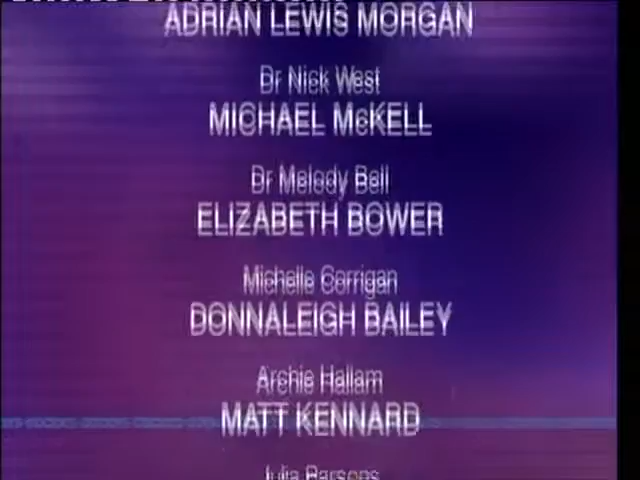 ADRIAN LEWIS MORGAN
Dr Nick West
MICHAEL McKELL
Dr Melody Bell
ELIZABETH BOWER
Michelle Corrigan
DONNALEIGH BAILEY
Archie Hallam
MATT KENNARD
Julia Parsons